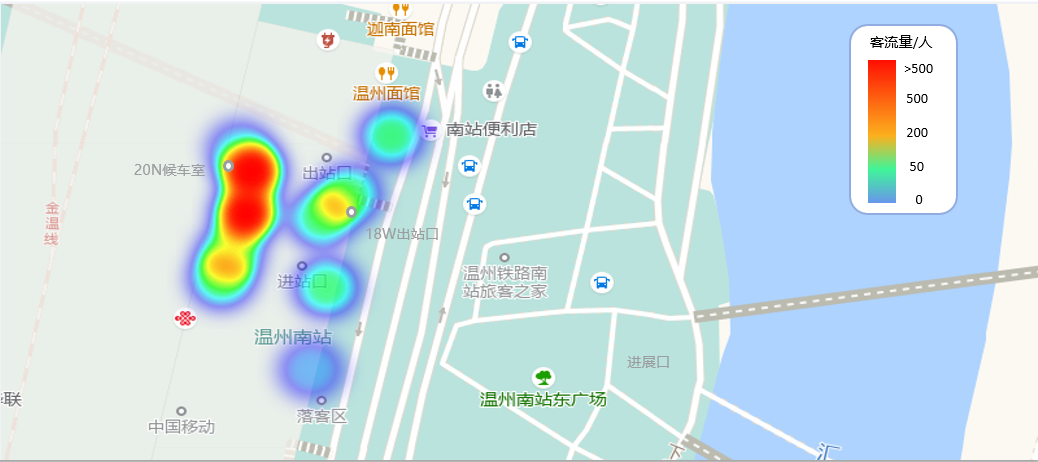 迦南面馆
温州面馆
南站便利店
20N候车室
出站口
18W出站口
金温线
进站口
温州铁路南
站旅客之家
温州南站
进展口
温州南站东广场
联
落客区
中国移动
汇
客流量/人
>500
500
200
50
0